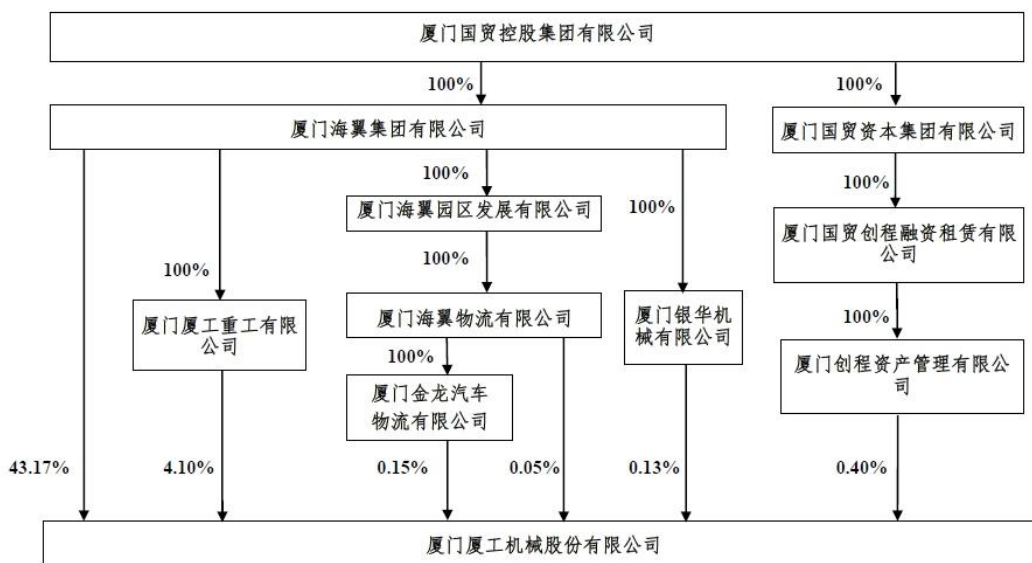 厦门国贸控股集团有限公司
100%
100%
厦门海翼集团有限公司
厦门国贸资本集团有限公司
100%
100%
100%
厦门海翼园区发展有限公司
厦门国贸创程融资租赁有限
公司
100%
100%
厦门厦工重工有限
公司
厦门海翼物流有限公司
厦门银华机
械有限公司
100%
100%
厦门创程资产管理有限公
司
厦门金龙汽车
物流有限公司
43.17%
4.10%
0.15%
0.05%
0.13%
0.40%
厦门厦工机械股份有限公司